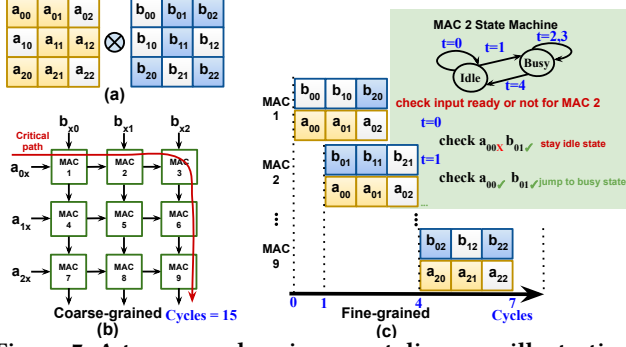 a00 a01 a02
a10 a11 a12
a20 a21 a22
b00 b01 b02
b10 b11 b12
b20 b21 b22
(a)
MAC 2 State Machine
t=0
t=1
t=2,3
Idle
Busy
t=4
check input ready or not for MAC 2
t=0
check a00 x b01 ✓ stay idle state
t=1
check a00 ✓ b01 ✓ jump to busy state
...
bx0 bx1 bx2
Critical
path
a0x
MAC 1
MAC 2
MAC 3
a1x
MAC 4
MAC 5
MAC 6
a2x
MAC 7
MAC 8
MAC 9
Coarse-grained
Cycles = 15
(b)
MAC 1
b00 b10 b20
a00 a01 a02
MAC 2
b01 b11 b21
a00 a01 a02
MAC 9
b02 b12 b22
a20 a21 a22
0 1 4 7
Fine-grained
Cycles
(c)